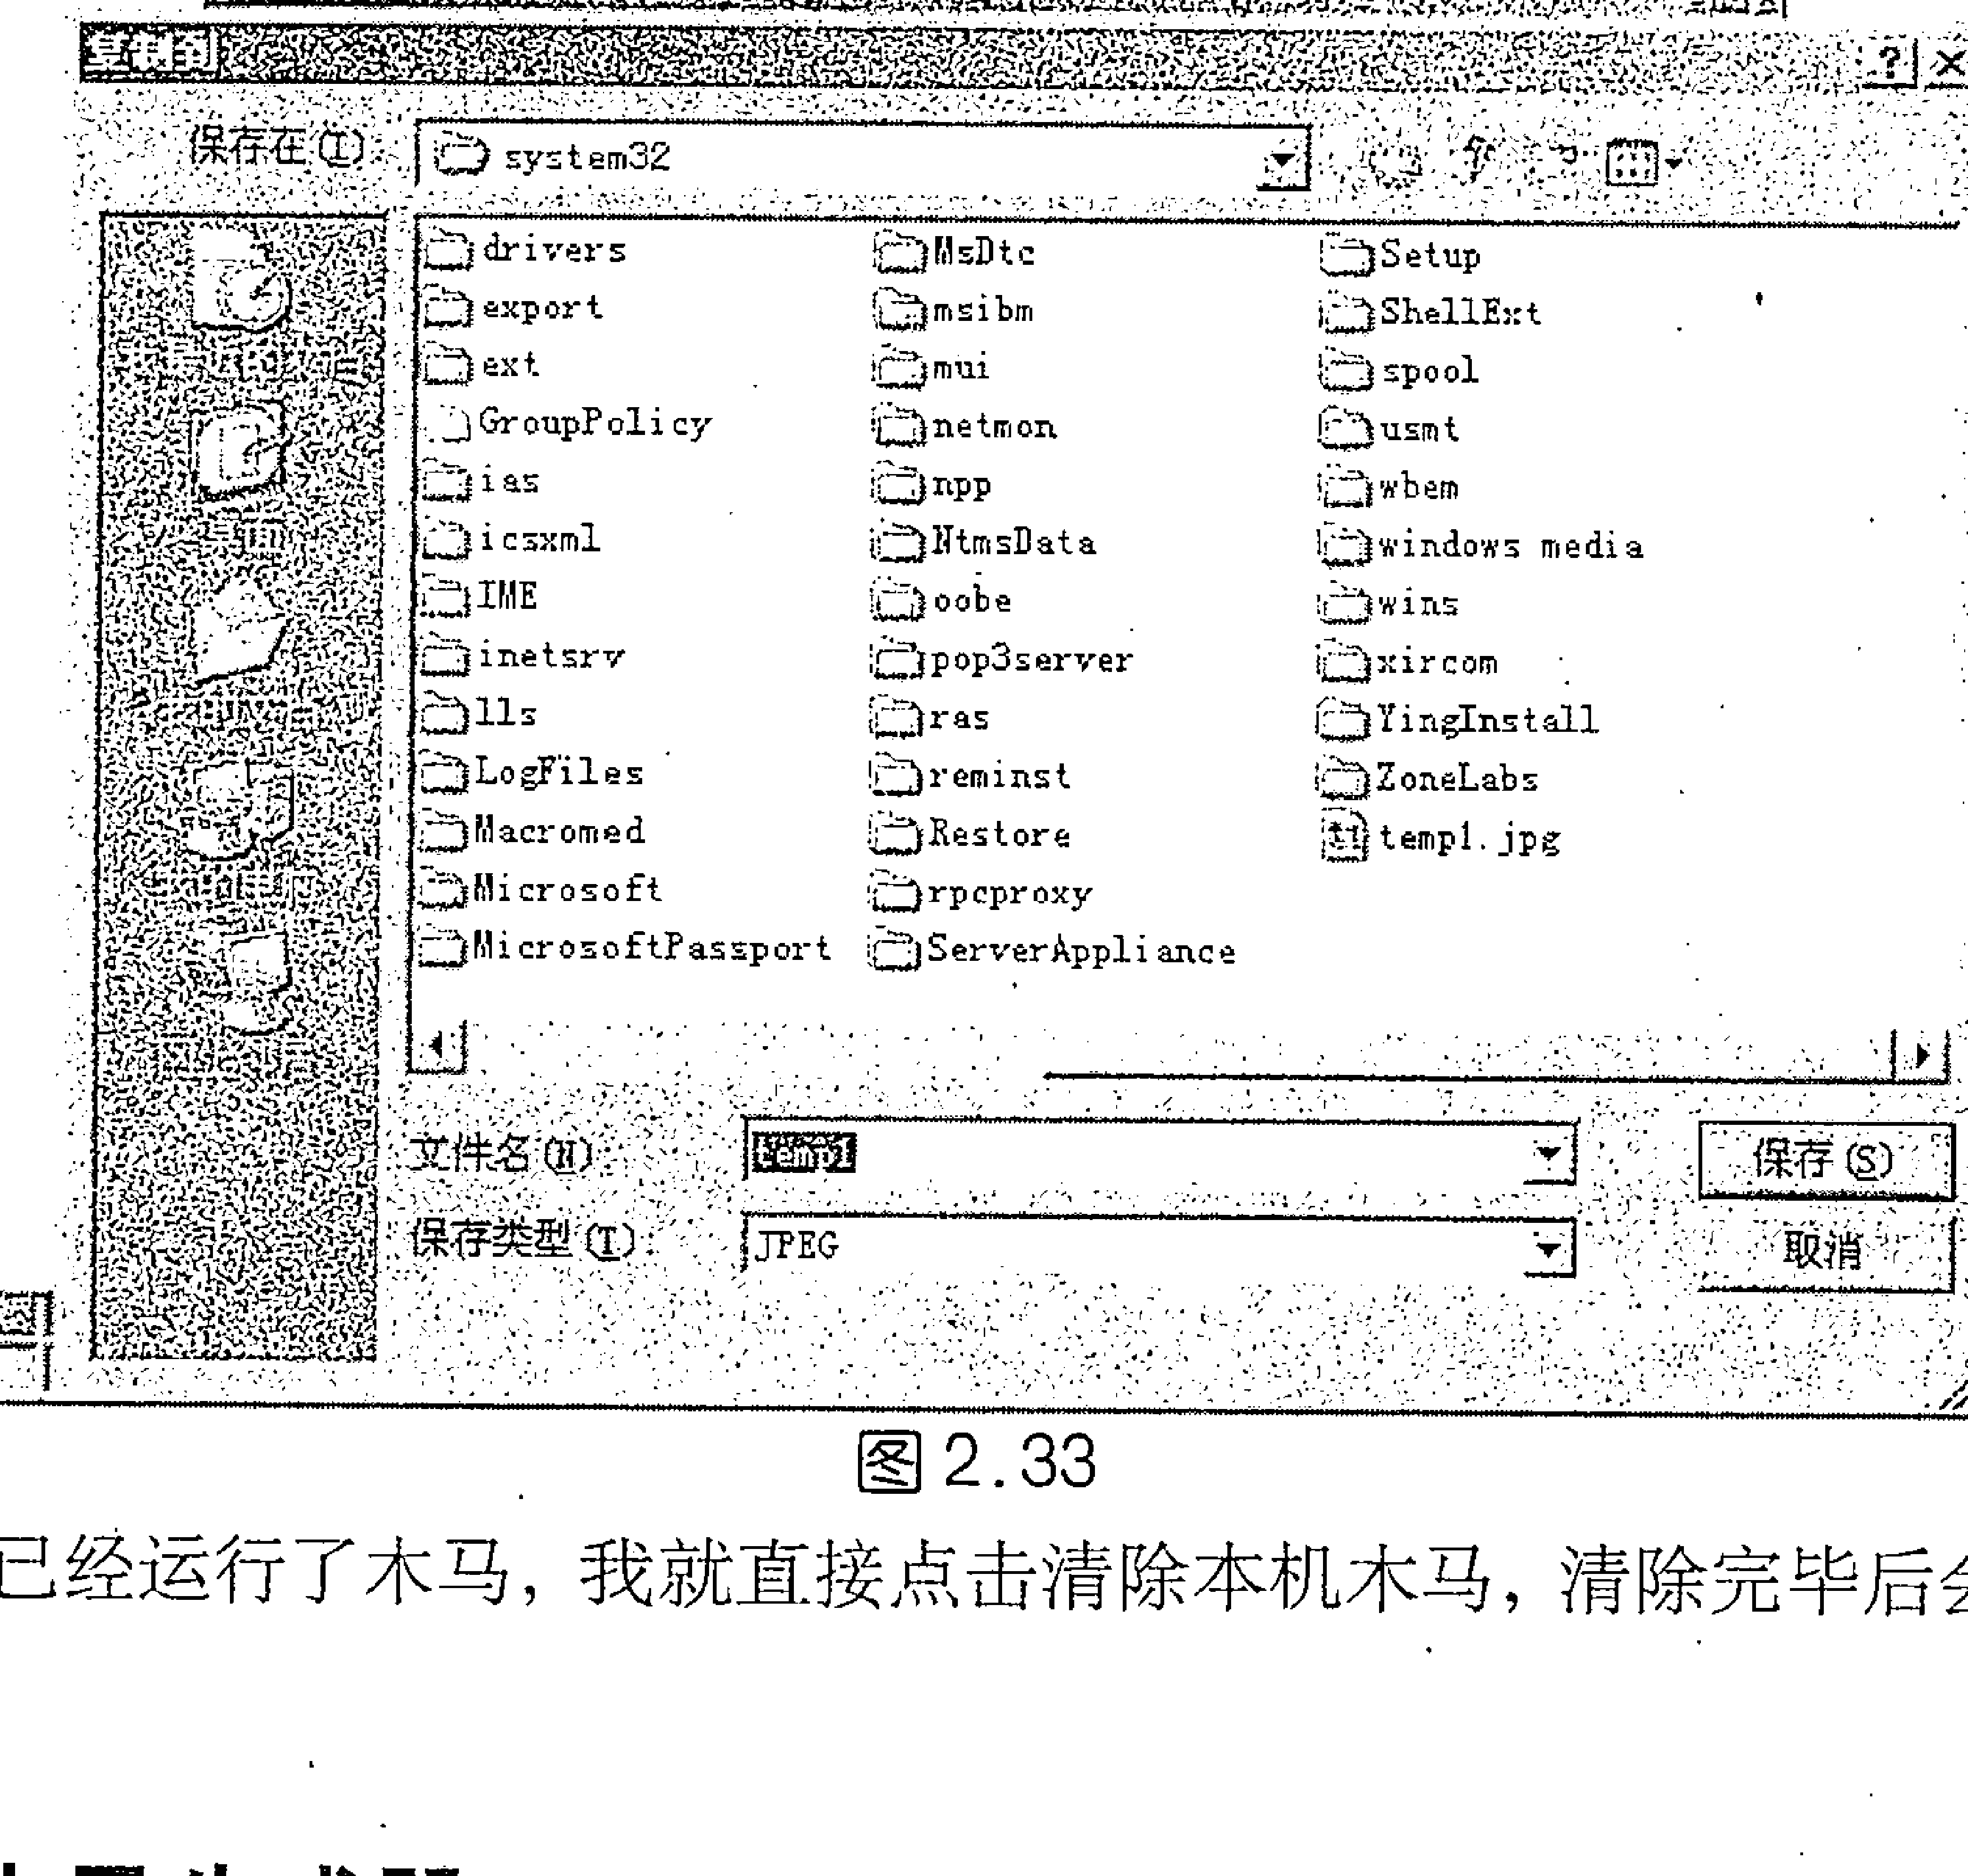 保存在(I): system32
drivers MsDtc Setup
export msibm ShellExt
ext mui spool
GroupPolicy netmon usmt
ias npp wbem
icsxml NtmsData windows media
IME oobe wins
inetsrv pop3server xircom
lls ras YingInstall
LogFiles reminst ZoneLabs
Macromed Restore temp1.jpg
Microsoft rpcproxy
MicrosoftPassport ServerAppliance
文件名(N): temp1 保存(S)
保存类型(T): JPEG 取消
图 2.33
已经运行了木马，我就直接点击清除本机木马，清除完毕后会